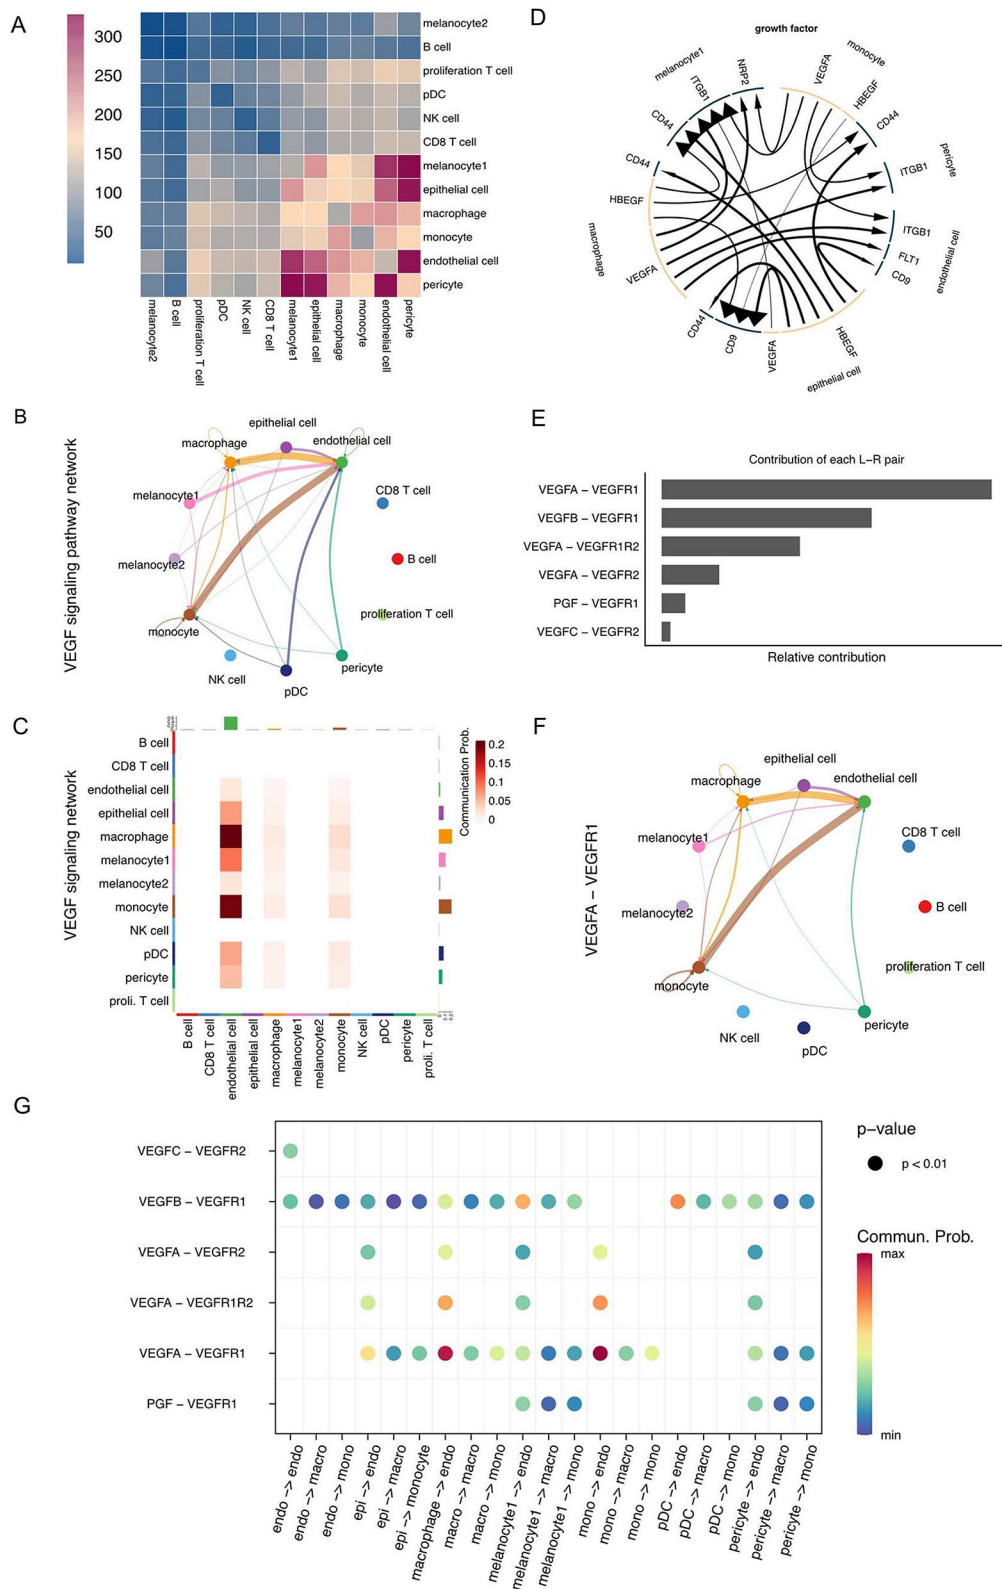 A
300
250
200
150
100
50
melanocyte2
B cell
proliferation T cell
pDC
NK cell
CD8 T cell
melanocyte1
epithelial cell
macrophage
monocyte
endothelial cell
pericyte
melanocyte2
B cell
proliferation T cell
pDC
NK cell
CD8 T cell
melanocyte1
epithelial cell
macrophage
monocyte
endothelial cell
pericyte
D
growth factor
melanocyte1
monocyte
NRP2
VEGFA
ITGB1
HBEGF
CD44
CD44
pericyte
CD44
ITGB1
HBEGF
macrophage
ITGB1
endothelial cell
FLT1
VEGFA
CD9
CD44
CD9
VEGFA
HBEGF
epithelial cell
B
VEGF signaling pathway network
epithelial cell
macrophage
endothelial cell
melanocyte1
CD8 T cell
melanocyte2
B cell
monocyte
proliferation T cell
NK cell
pericyte
pDC
E
Contribution of each L−R pair
VEGFA − VEGFR1
VEGFB − VEGFR1
VEGFA − VEGFR1R2
VEGFA − VEGFR2
PGF − VEGFR1
VEGFC − VEGFR2
Relative contribution
C
VEGF signaling network
B cell
CD8 T cell
endothelial cell
epithelial cell
macrophage
melanocyte1
melanocyte2
monocyte
NK cell
pDC
pericyte
proli. T cell
B cell
CD8 T cell
endothelial cell
epithelial cell
macrophage
melanocyte1
melanocyte2
monocyte
NK cell
pDC
pericyte
proli. T cell
Communication Prob.
0.2
0.15
0.1
0.05
0
F
VEGFA − VEGFR1
epithelial cell
macrophage
endothelial cell
melanocyte1
CD8 T cell
melanocyte2
B cell
monocyte
proliferation T cell
NK cell
pericyte
pDC
G
VEGFC − VEGFR2
VEGFB − VEGFR1
VEGFA − VEGFR2
VEGFA − VEGFR1R2
VEGFA − VEGFR1
PGF − VEGFR1
endo −> endo
endo −> macro
endo −> mono
epi −> endo
epi −> macro
epi −> monocyte
macrophage −> endo
macro −> macro
macro −> mono
melanocyte1 −> endo
melanocyte1 −> macro
melanocyte1 −> mono
mono −> endo
mono −> macro
mono −> mono
pDC −> endo
pDC −> macro
pDC −> mono
pericyte −> endo
pericyte −> macro
pericyte −> mono
p−value
p < 0.01
Commun. Prob.
max
min